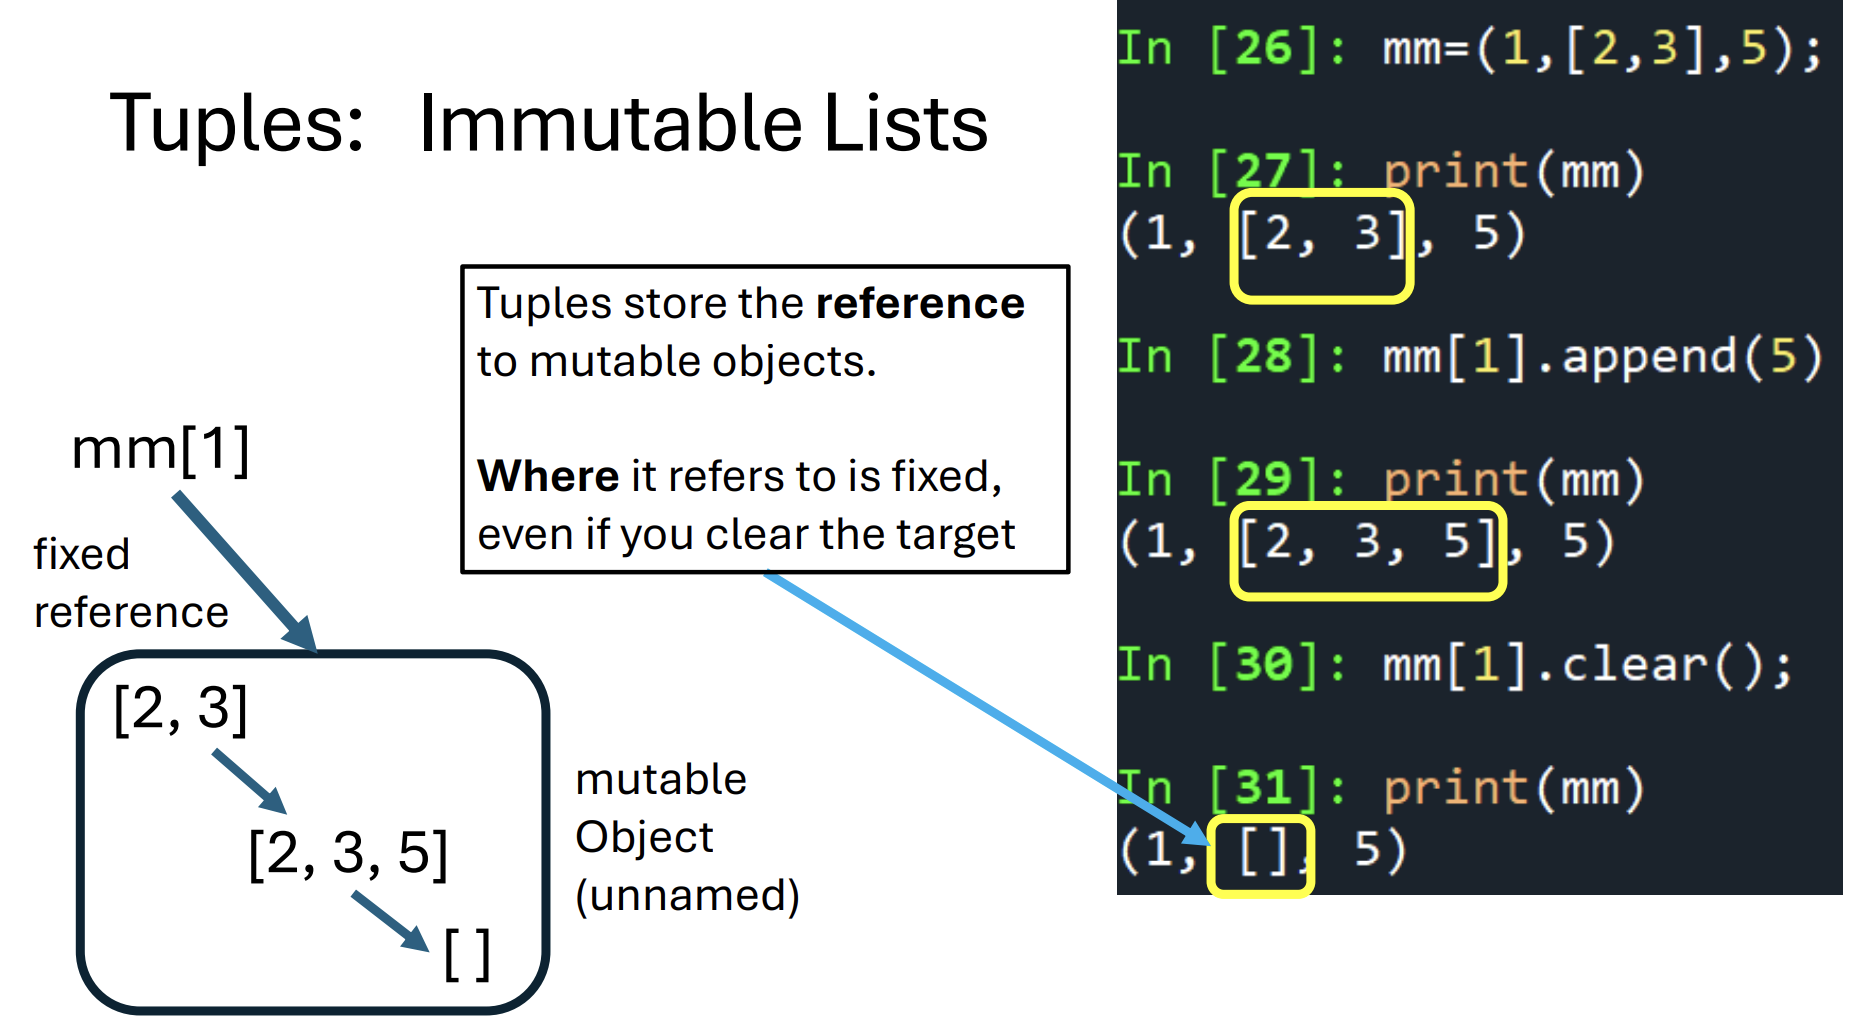 Tuples: Immutable Lists
Tuples store the reference
to mutable objects.
Where it refers to is fixed,
even if you clear the target
mm[1]
fixed
reference
[2, 3]
[2, 3, 5]
[ ]
mutable
Object
(unnamed)
In [26]: mm=(1,[2,3],5);
In [27]: print(mm)
(1, [2, 3], 5)
In [28]: mm[1].append(5)
In [29]: print(mm)
(1, [2, 3, 5], 5)
In [30]: mm[1].clear();
In [31]: print(mm)
(1, [], 5)